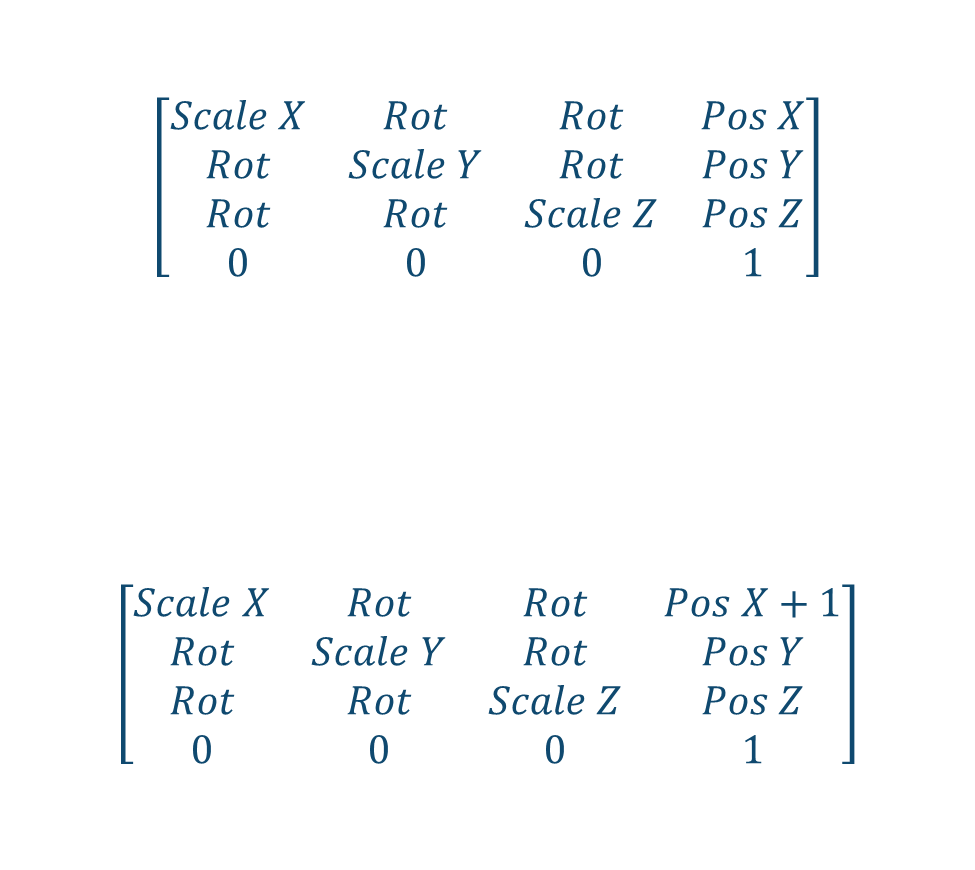 Scale X Rot Rot Pos X
Rot Scale Y Rot Pos Y
Rot Rot Scale Z Pos Z
0 0 0 1
Scale X Rot Rot Pos X + 1
Rot Scale Y Rot Pos Y
Rot Rot Scale Z Pos Z
0 0 0 1